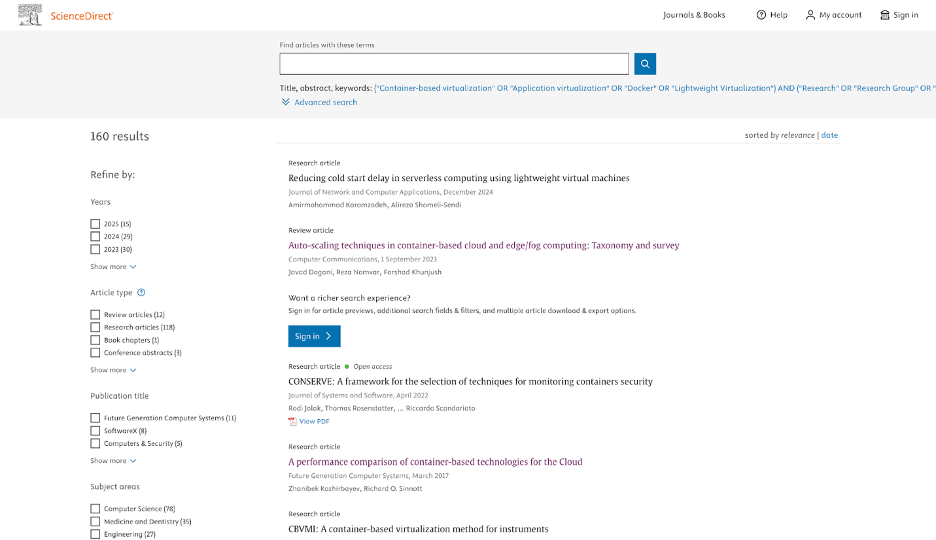 ScienceDirect
Journals & Books
Help
My account
Sign in
Find articles with these terms
Title, abstract, keywords: ("Container-based virtualization" OR "Application virtualization" OR "Docker" OR "Lightweight Virtualization") AND ("Research" OR "Research Group" OR "
Advanced search
160 results
sorted by relevance | date
Refine by:
Years
2025 (15)
2024 (29)
2023 (30)
Show more
Article type
Review articles (12)
Research articles (118)
Book chapters (1)
Conference abstracts (3)
Show more
Publication title
Future Generation Computer Systems (11)
SoftwareX (8)
Computers & Security (5)
Show more
Subject areas
Computer Science (78)
Medicine and Dentistry (35)
Engineering (27)
Research article
Reducing cold start delay in serverless computing using lightweight virtual machines
Journal of Network and Computer Applications, December 2024
Amirmohammad Karamzadeh, Alireza Shameli-Sendi
Review article
Auto-scaling techniques in container-based cloud and edge/fog computing: Taxonomy and survey
Computer Communications, 1 September 2023
Javad Dogani, Reza Namvar, Farshad Khunjush
Want a richer search experience?
Sign in for article previews, additional search fields & filters, and multiple article download & export options.
Sign in
Research article Open access
CONSERVE: A framework for the selection of techniques for monitoring containers security
Journal of Systems and Software, April 2022
Rodi Jolak, Thomas Rosenstatter, ... Riccardo Scandariato
View PDF
Research article
A performance comparison of container-based technologies for the Cloud
Future Generation Computer Systems, March 2017
Zhanibek Kozhirbayev, Richard O. Sinnott
Research article
CBVMI: A container-based virtualization method for instruments